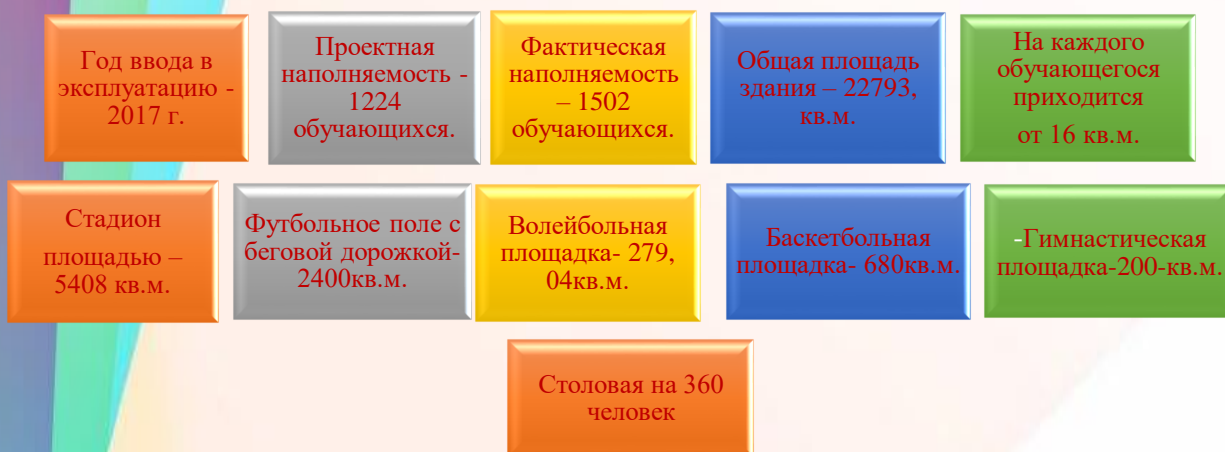 Год ввода в
эксплуатацию -
2017 г.
Проектная
наполняемость -
1224
обучающихся.
Фактическая
наполняемость
– 1502
обучающихся.
Общая площадь
здания – 22793,
кв.м.
На каждого
обучающегося
приходится
от 16 кв.м.
Стадион
площадью –
5408 кв.м.
Футбольное поле с
беговой дорожкой-
2400кв.м.
Волейбольная
площадка- 279,
04кв.м.
Баскетбольная
площадка- 680кв.м.
-Гимнастическая
площадка-200-кв.м.
Столовая на 360
человек